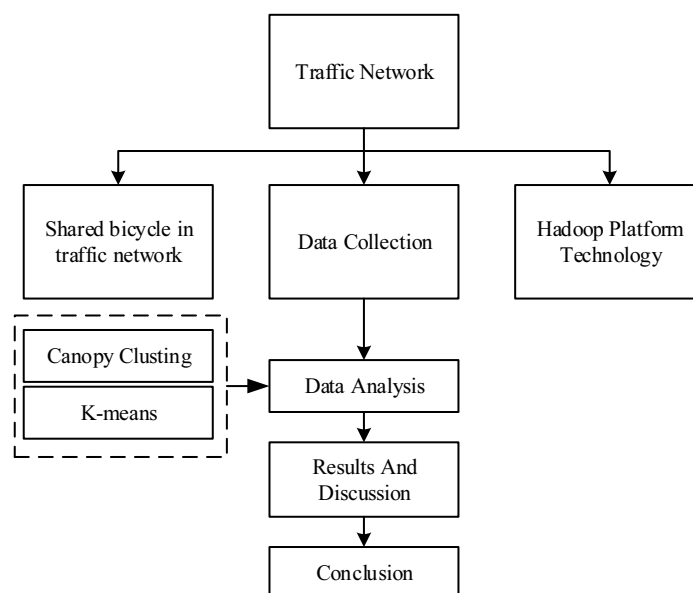 Traffic Network
Shared bicycle in
traffic network
Data Collection
Hadoop Platform
Technology
Canopy Clusting
K-means
Data Analysis
Results And
Discussion
Conclusion